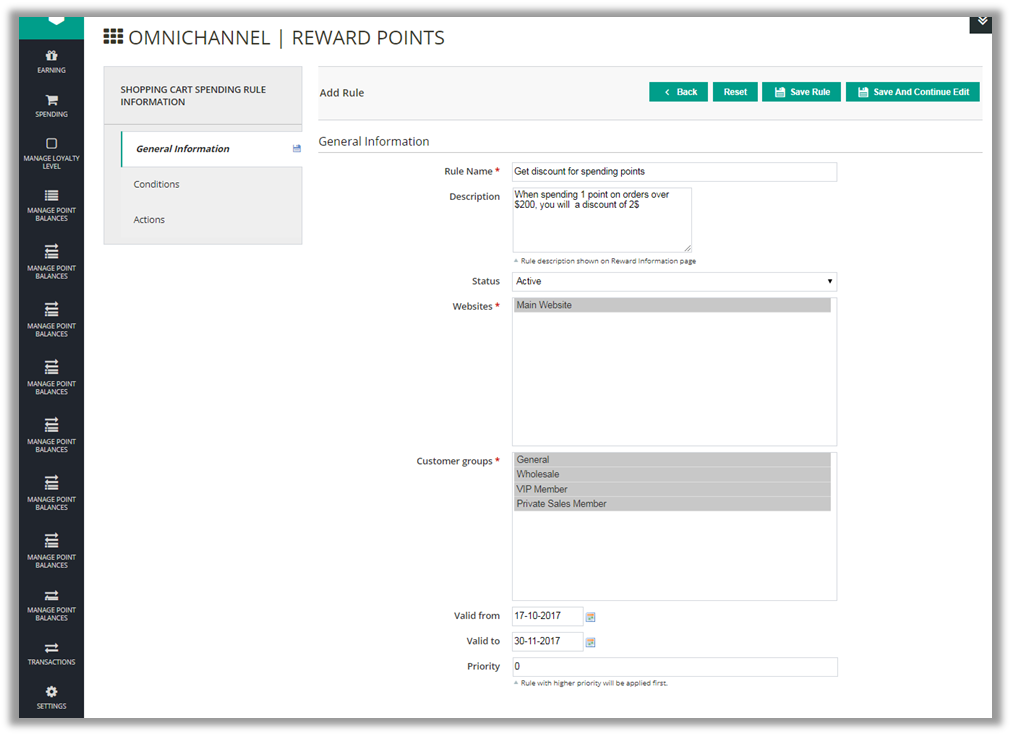 OMNICHANNEL | REWARD POINTS
EARNING
SPENDING
MANAGE LOYALTY
LEVEL
MANAGE POINT
BALANCES
MANAGE POINT
BALANCES
MANAGE POINT
BALANCES
MANAGE POINT
BALANCES
MANAGE POINT
BALANCES
MANAGE POINT
BALANCES
MANAGE POINT
BALANCES
MANAGE POINT
BALANCES
TRANSACTIONS
SETTINGS
SHOPPING CART SPENDING RULE
INFORMATION
General Information
Conditions
Actions
Add Rule
Back
Reset
Save Rule
Save And Continue Edit
General Information
Rule Name * Get discount for spending points
Description When spending 1 point on orders over
$200, you will a discount of 2$
Rule description shown on Reward Information page
Status Active
Websites * Main Website
Customer groups * General
Wholesale
VIP Member
Private Sales Member
Valid from 17-10-2017
Valid to 30-11-2017
Priority 0
Rule with higher priority will be applied first.